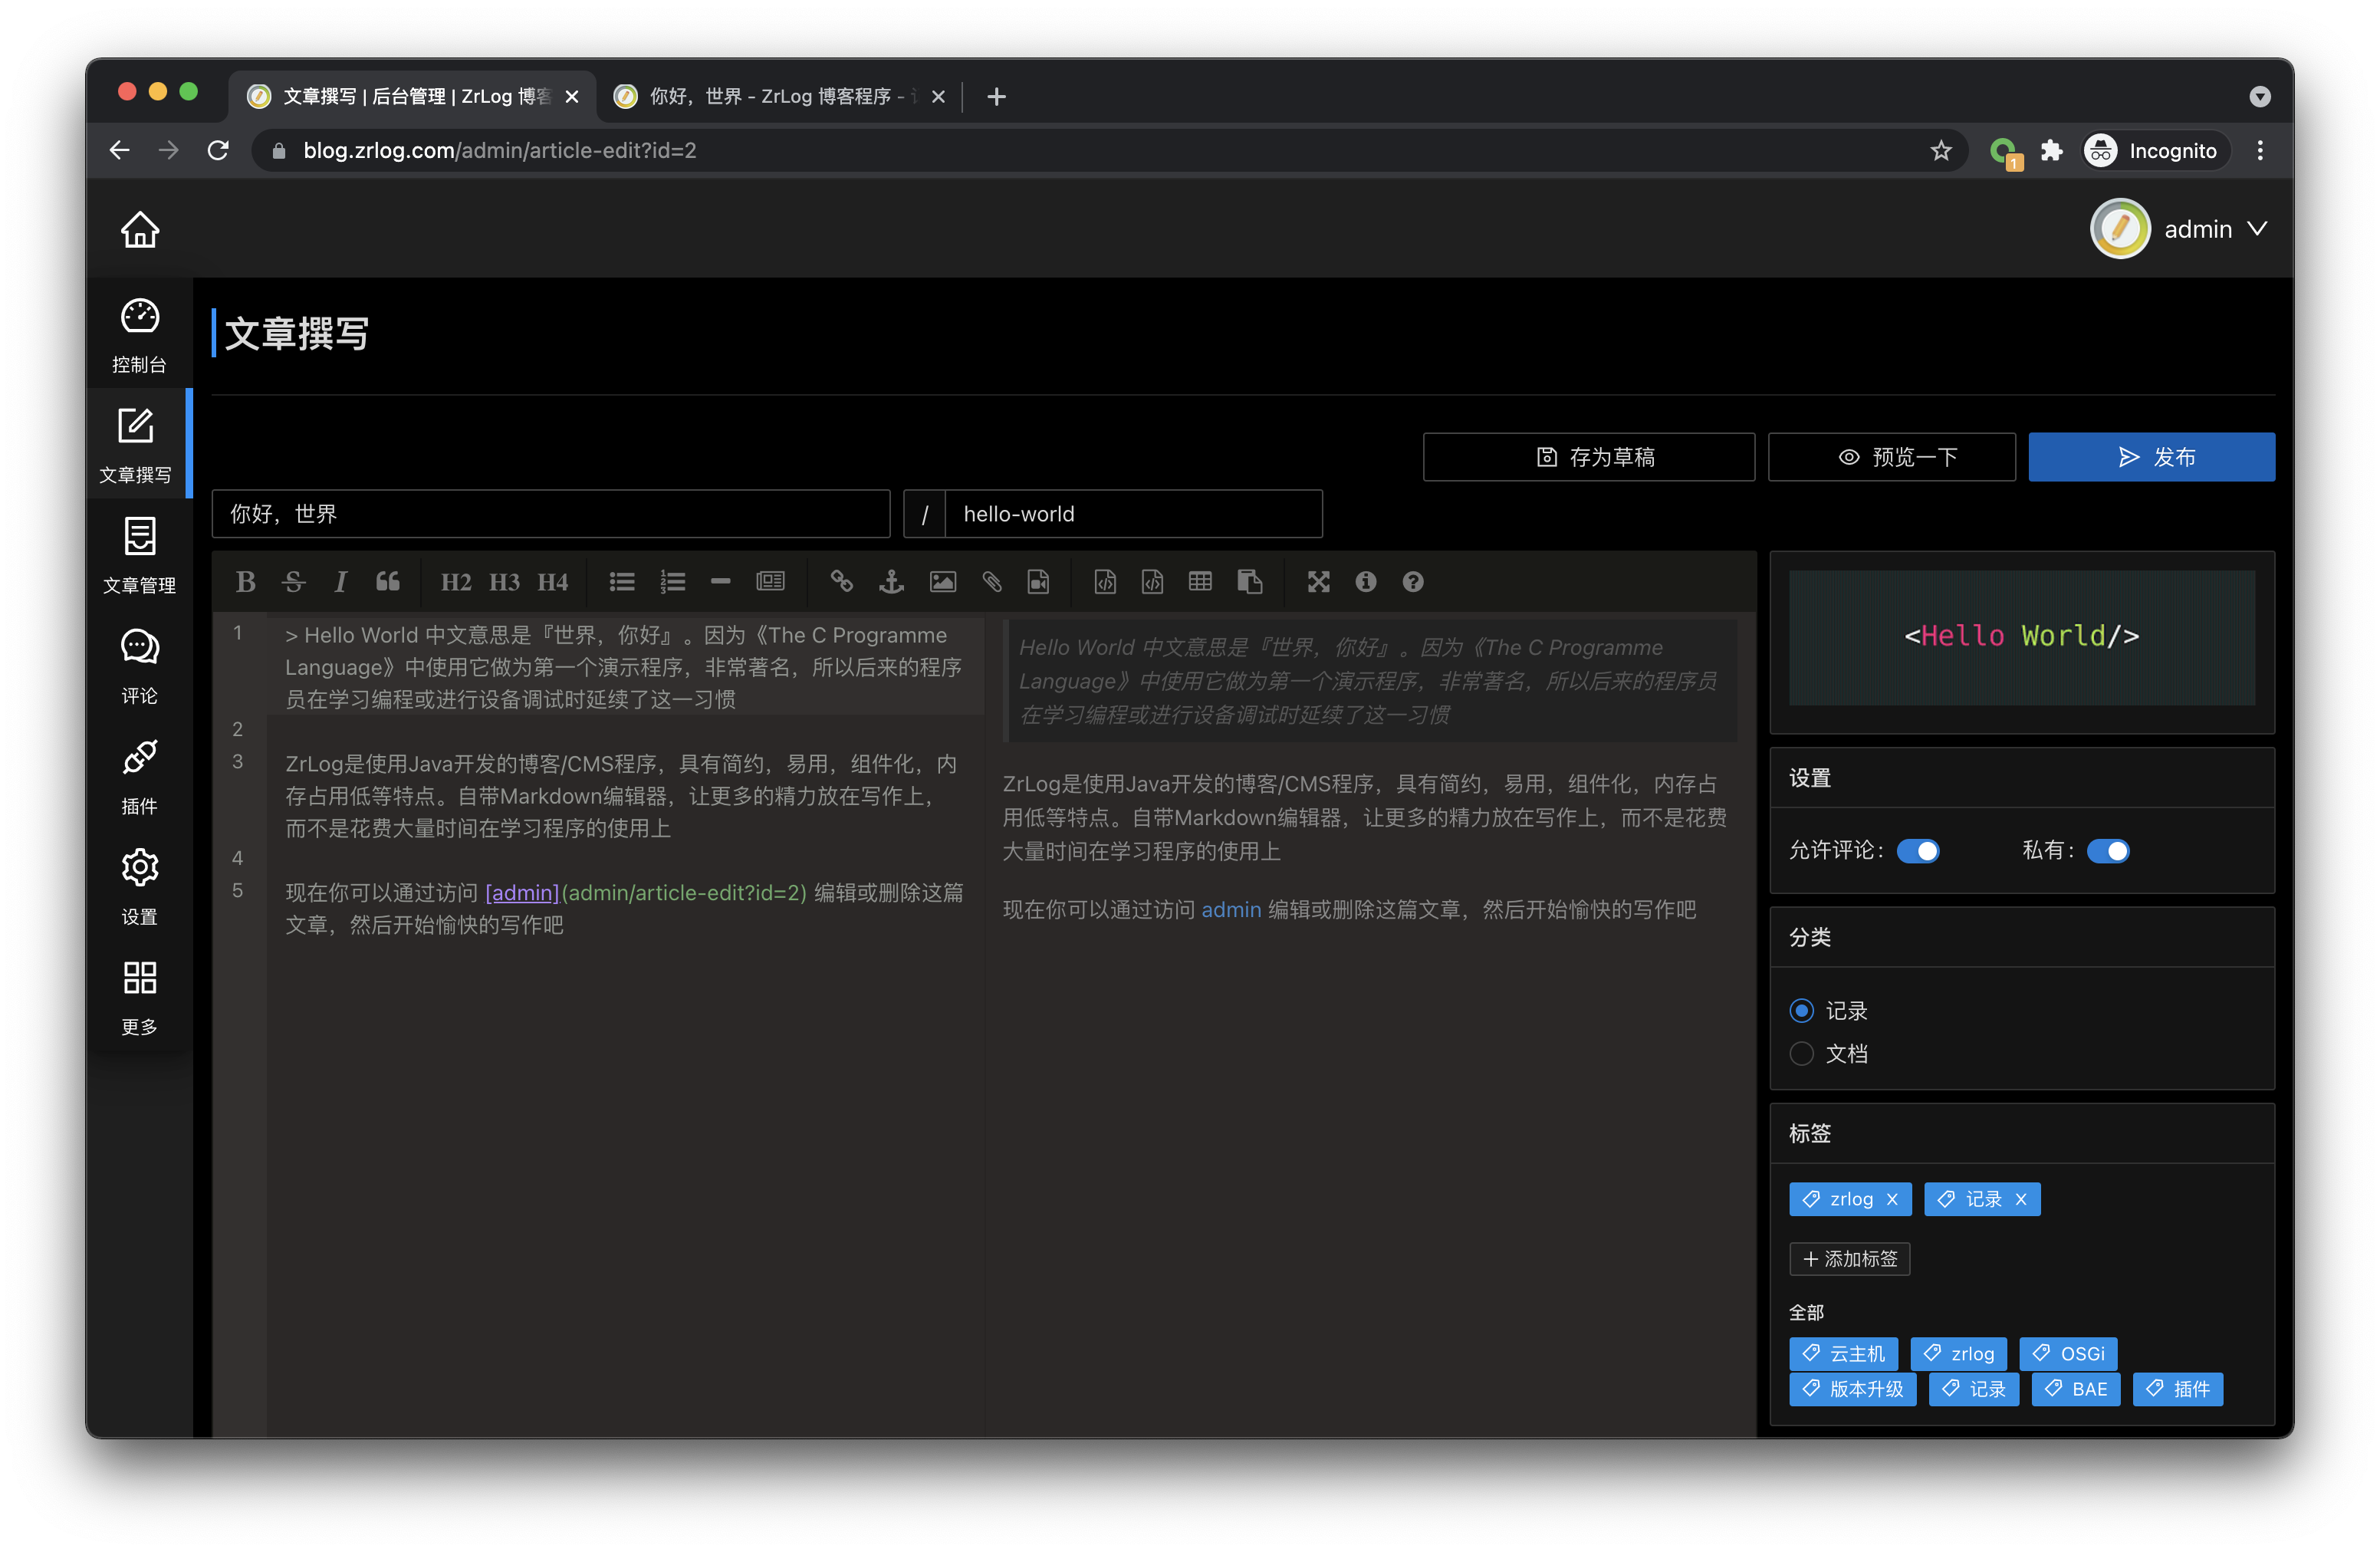 文章撰写 | 后台管理 | ZrLog 博客
你好，世界 - ZrLog 博客程序 -
blog.zrlog.com/admin/article-edit?id=2
1
Incognito
admin
控制台
文章撰写
文章管理
评论
插件
设置
更多
文章撰写
存为草稿
预览一下
发布
你好，世界
/
hello-world
B S I H2 H3 H4
1
> Hello World 中文意思是『世界，你好』。因为《The C Programme
Language》中使用它做为第一个演示程序，非常著名，所以后来的程序
员在学习编程或进行设备调试时延续了这一习惯
2
3
ZrLog是使用Java开发的博客/CMS程序，具有简约，易用，组件化，内
存占用低等特点。自带Markdown编辑器，让更多的精力放在写作上，
而不是花费大量时间在学习程序的使用上
4
5
现在你可以通过访问 [admin](admin/article-edit?id=2) 编辑或删除这篇
文章，然后开始愉快的写作吧
Hello World 中文意思是『世界，你好』。因为《The C Programme
Language》中使用它做为第一个演示程序，非常著名，所以后来的程序员
在学习编程或进行设备调试时延续了这一习惯
ZrLog是使用Java开发的博客/CMS程序，具有简约，易用，组件化，内存占
用低等特点。自带Markdown编辑器，让更多的精力放在写作上，而不是花费
大量时间在学习程序的使用上
现在你可以通过访问 admin 编辑或删除这篇文章，然后开始愉快的写作吧
<Hello World/>
设置
允许评论：
私有：
分类
记录
文档
标签
zrlog
记录
添加标签
全部
云主机 zrlog OSGi
版本升级 记录 BAE 插件